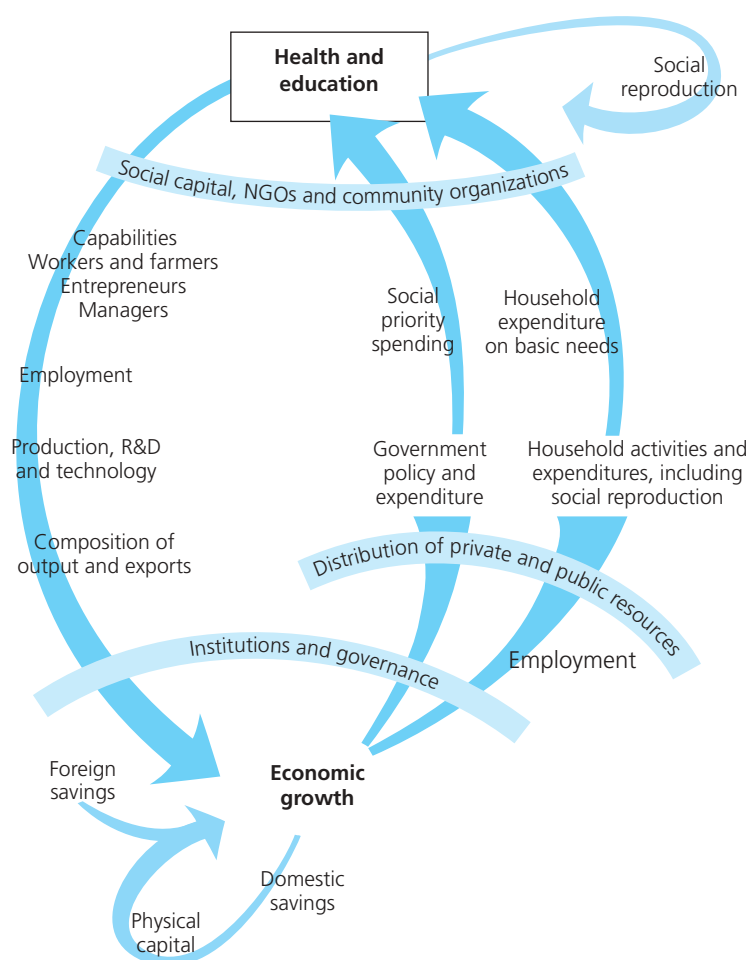 Health and
education
Social
reproduction
Social capital, NGOs and community organizations
Capabilities
Workers and farmers
Entrepreneurs
Managers
Social
priority
spending
Household
expenditure
on basic needs
Employment
Production, R&D
and technology
Government
policy and
expenditure
Household activities and
expenditures, including
social reproduction
Composition of
output and exports
Distribution of private and public resources
Institutions and governance
Employment
Foreign
savings
Economic
growth
Domestic
savings
Physical
capital